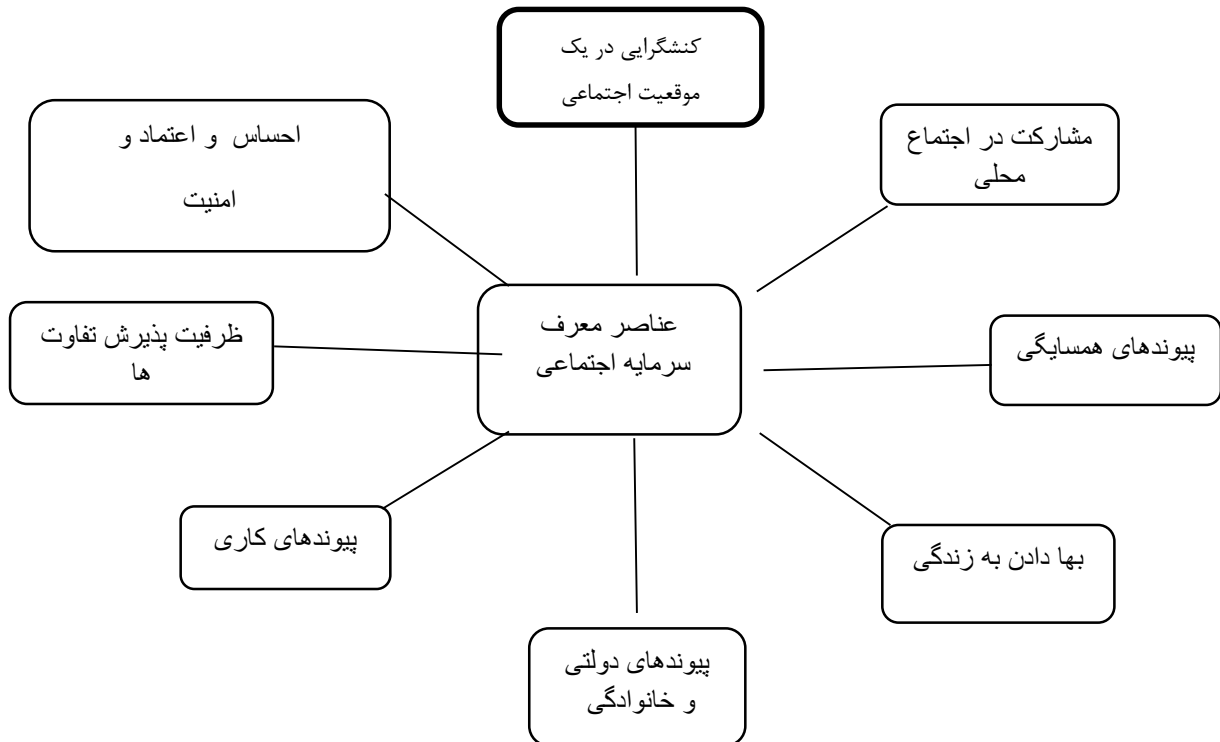 کنشگرایی در یک
موقعیت اجتماعی
مشارکت در اجتماع
محلی
احساس و اعتماد و
امنیت
عناصر معرف
سرمایه اجتماعی
ظرفیت پذیرش تفاوت
ها
پیوندهای همسایگی
پیوندهای کاری
بها دادن به زندگی
پیوندهای دولتی
و خانوادگی